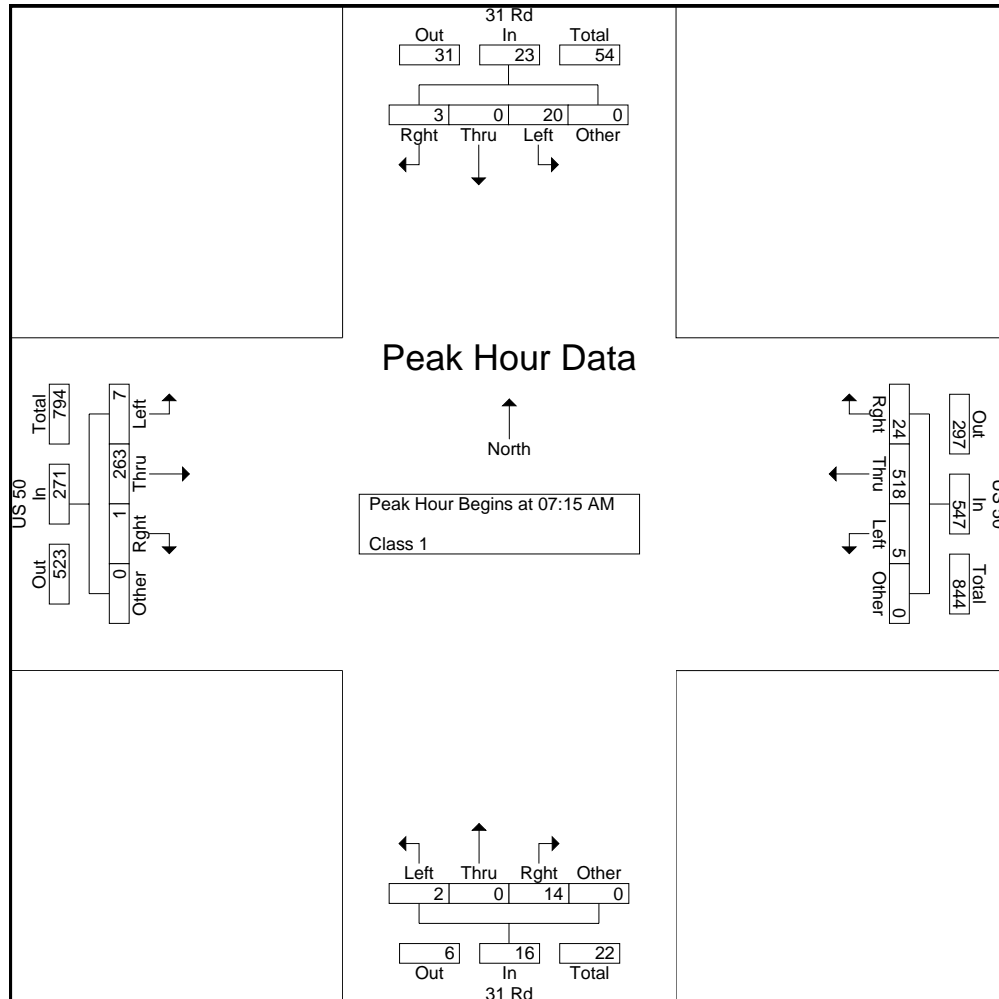 31 Rd
Out In Total
31 23 54
3 0 20 0
Rght Thru Left Other
Peak Hour Data
North
Peak Hour Begins at 07:15 AM
Class 1
US 50
Total In Out
794 271 523
7 263 1 0
Left Thru Rght Other
Rght Thru Left Other
24 518 5 0
297 547 844
Out In Total
US 50
Left Thru Rght Other
2 0 14 0
6 16 22
Out In Total
31 Rd